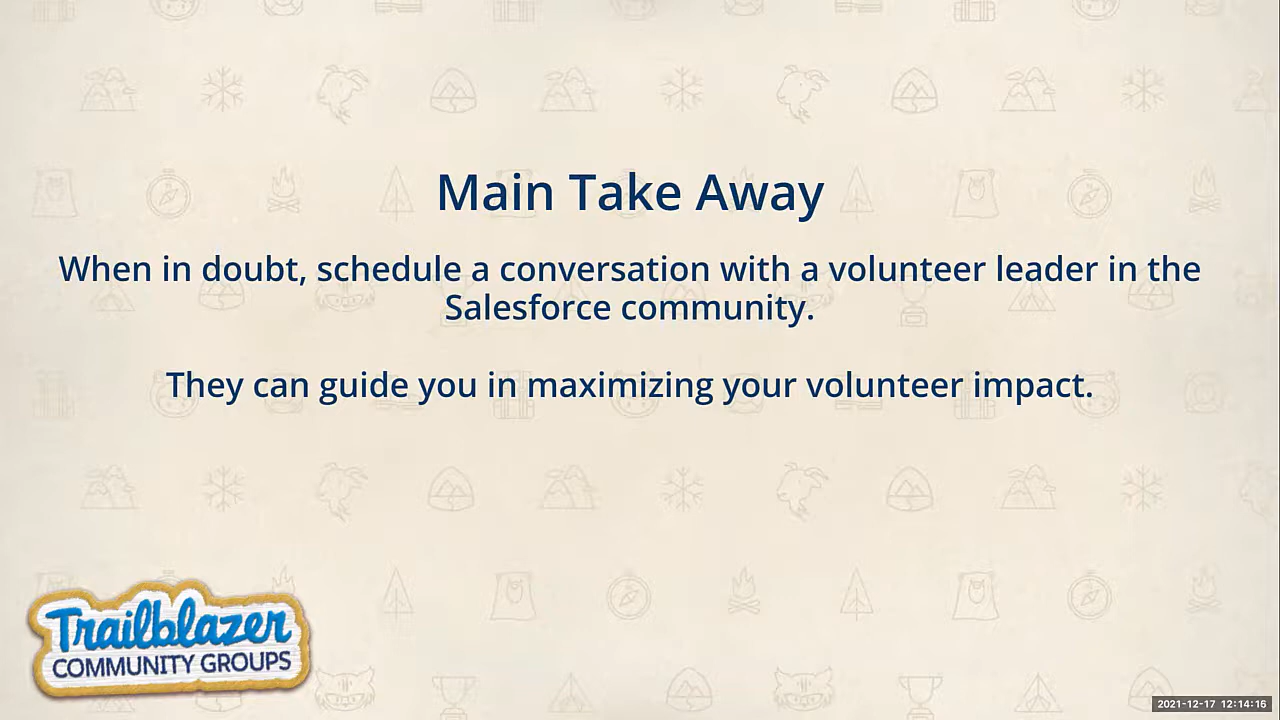 Main Take Away
When in doubt, schedule a conversation with a volunteer leader in the
Salesforce community.
They can guide you in maximizing your volunteer impact.
Trailblazer
COMMUNITY GROUPS
2021-12-17 12:14:16